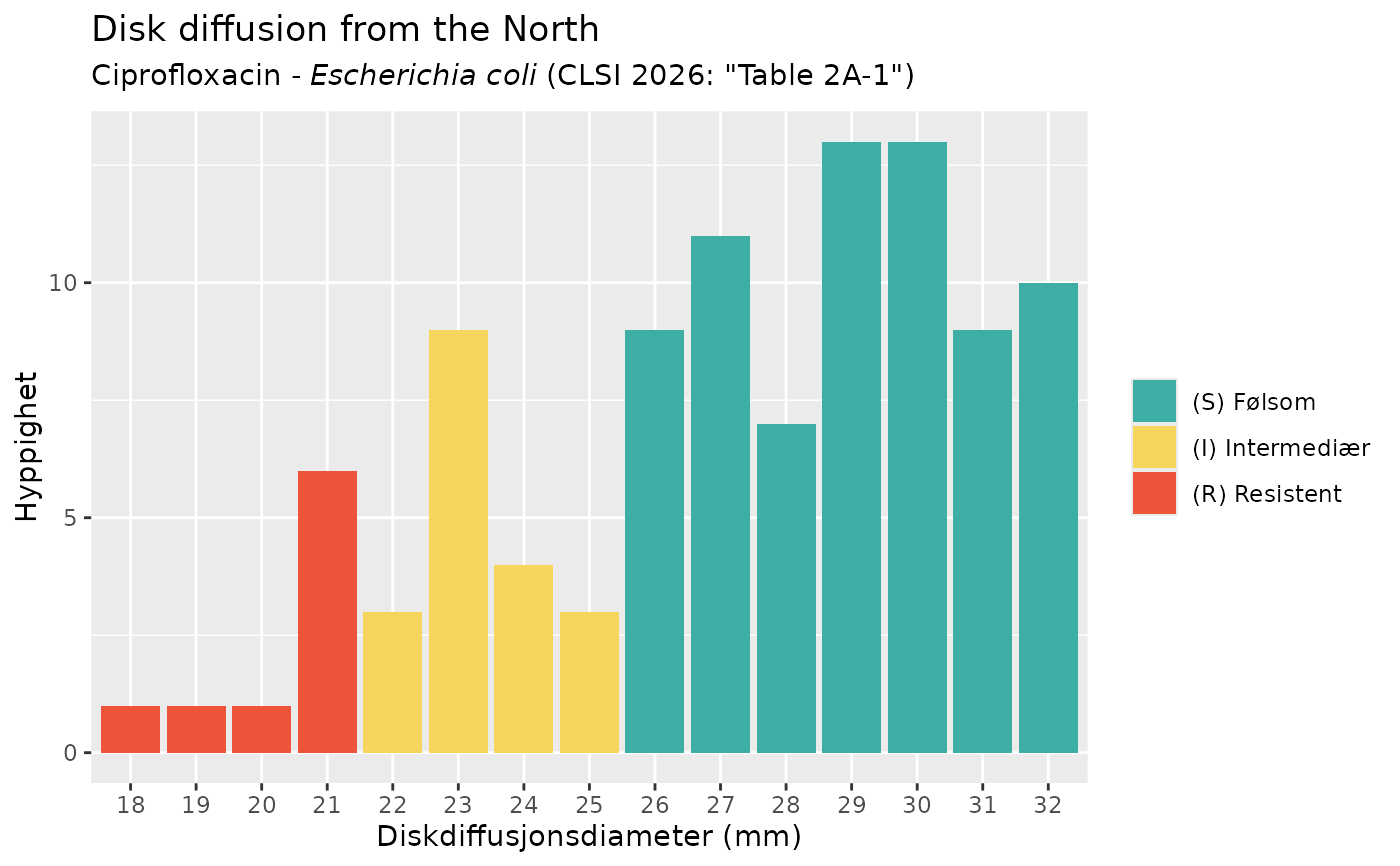 Disk diffusion from the North
Ciprofloxacin - Escherichia coli (CLSI 2026: "Table 2A-1")
Hyppighet
10
5
0
18 19 20 21 22 23 24 25 26 27 28 29 30 31 32
Diskdiffusjonsdiameter (mm)
(S) Følsom
(I) Intermediær
(R) Resistent